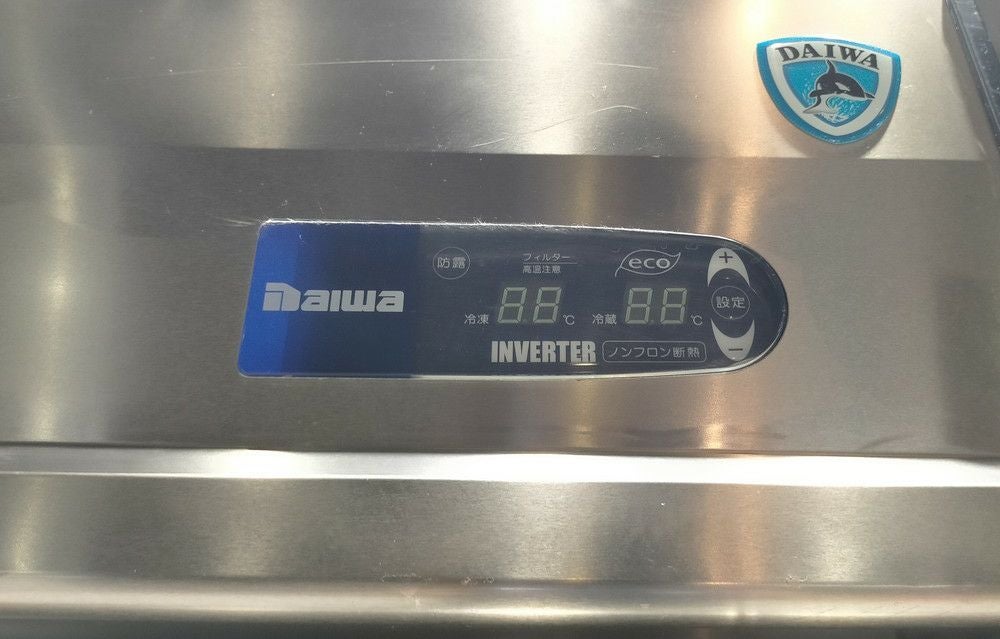 DAIWA
Daiwa
防露
フィルター
高温注意
eco
+
冷凍 88 ℃
冷蔵 88 ℃
設定
INVERTER
ノンフロン断熱
−